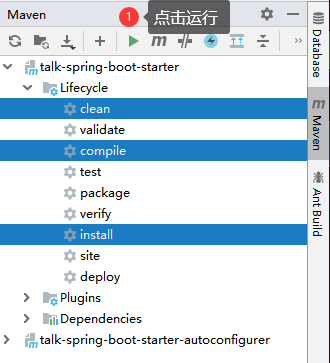 Maven
1 点击运行
talk-spring-boot-starter
Lifecycle
clean
validate
compile
test
package
verify
install
site
deploy
Plugins
Dependencies
talk-spring-boot-starter-autoconfigurer
Database
Maven
Ant Build